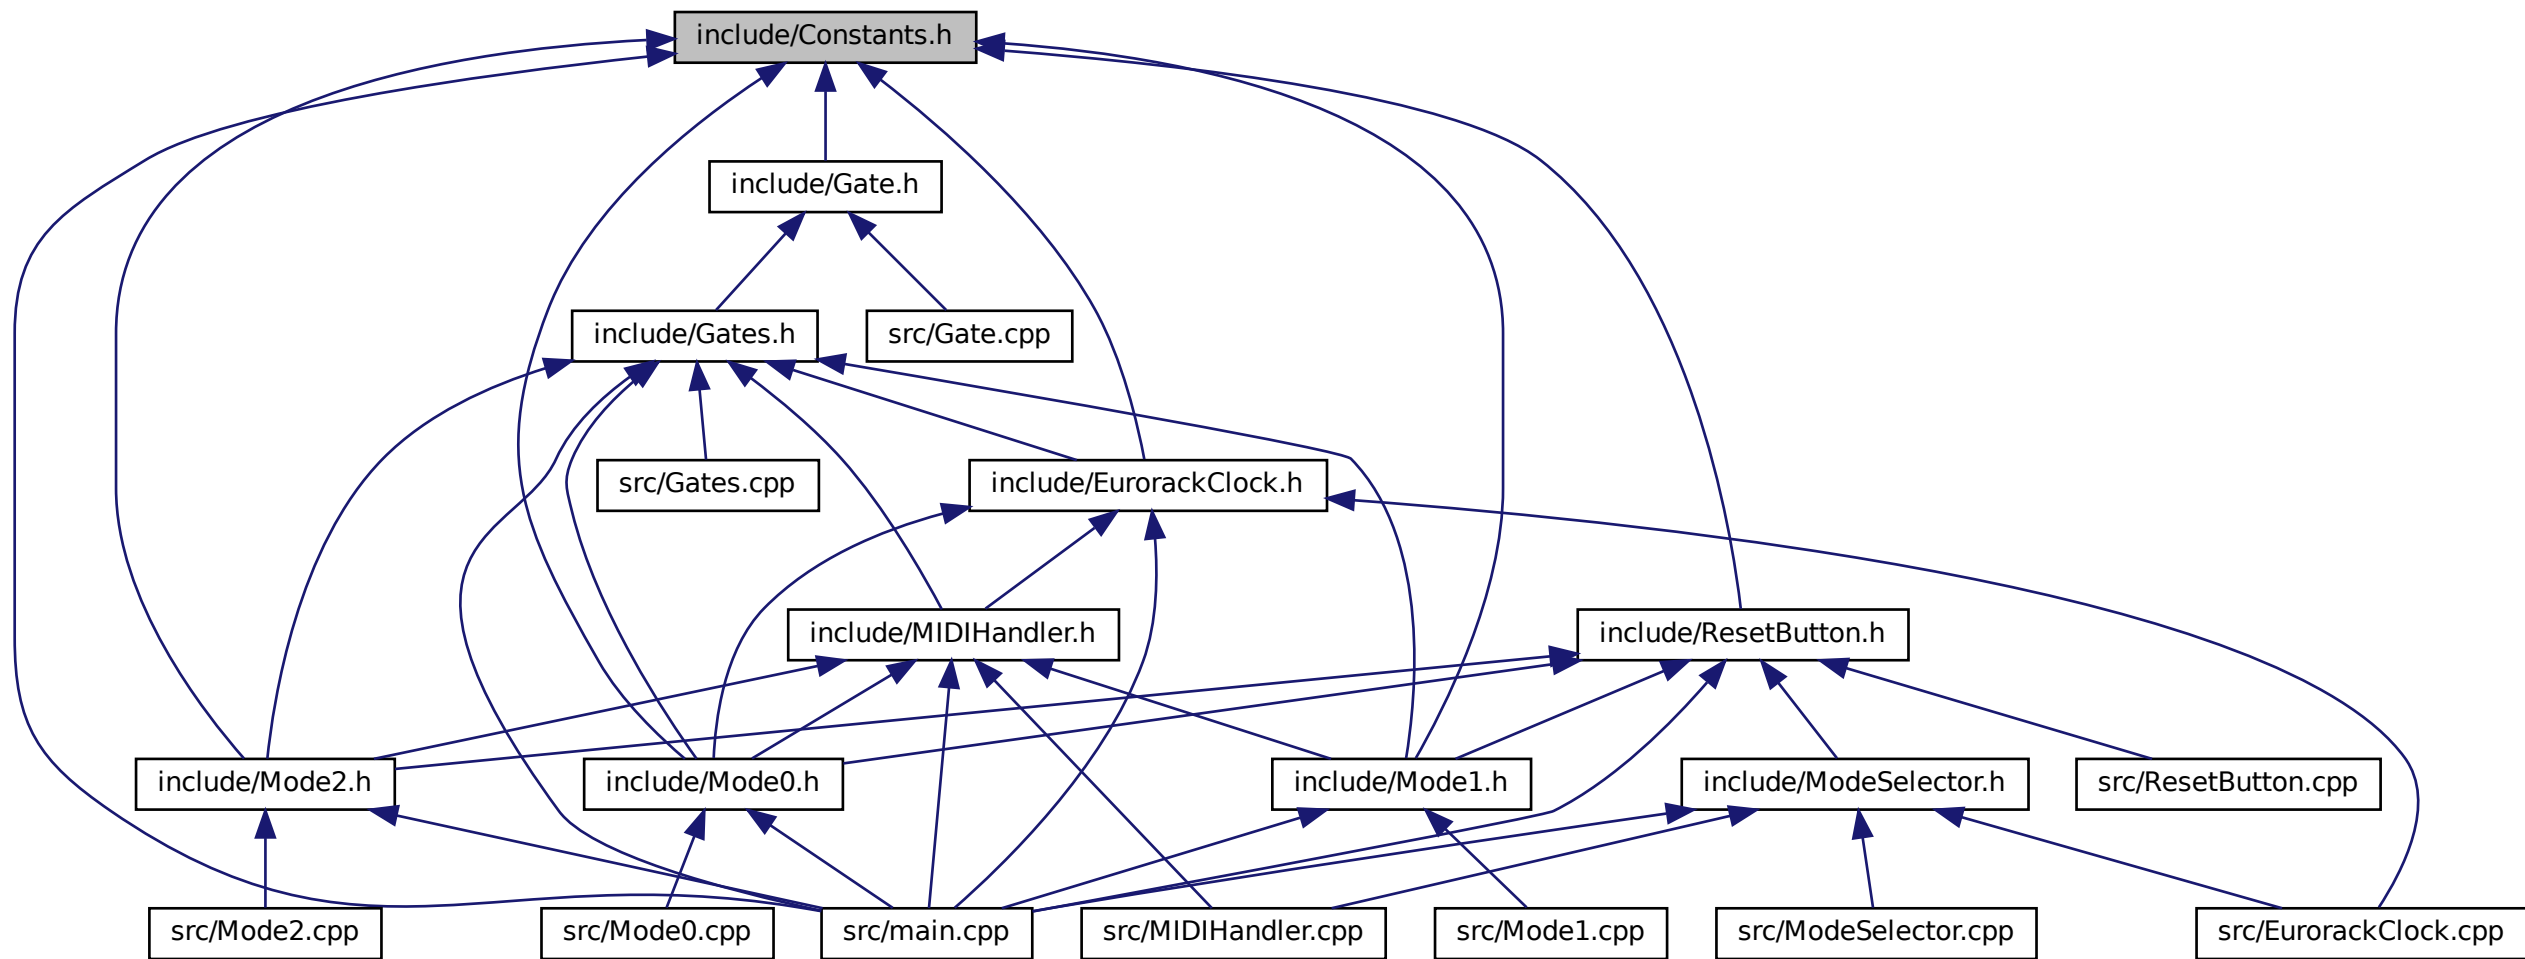 include/Constants.h
include/Gate.h
include/Gates.h
src/Gate.cpp
src/Gates.cpp
include/EurorackClock.h
include/MIDIHandler.h
include/ResetButton.h
include/Mode2.h
include/Mode0.h
include/Mode1.h
include/ModeSelector.h
src/ResetButton.cpp
src/Mode2.cpp
src/Mode0.cpp
src/main.cpp
src/MIDIHandler.cpp
src/Mode1.cpp
src/ModeSelector.cpp
src/EurorackClock.cpp